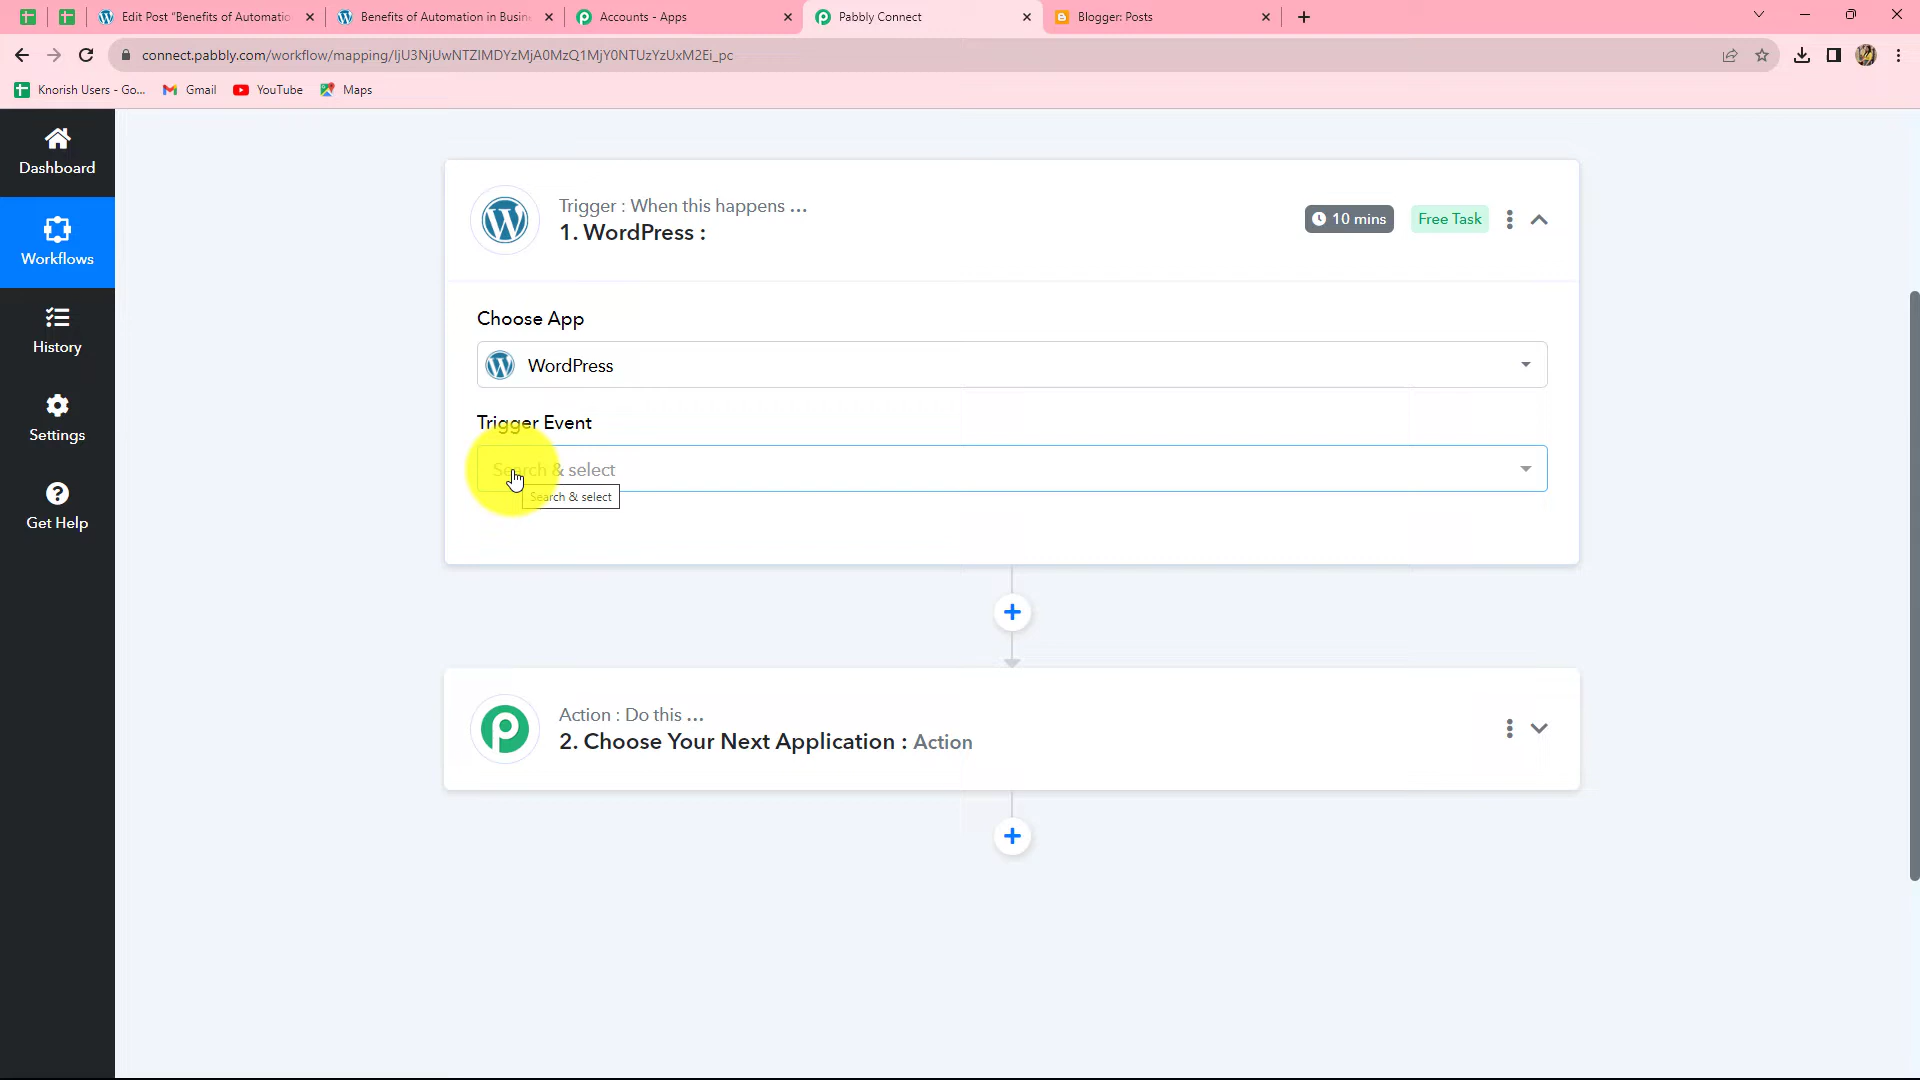 Edit Post "Benefits of Automatio
Benefits of Automation in Busin
Accounts - Apps
Pabbly Connect
Blogger: Posts
connect.pabbly.com/workflow/mapping/IjU3NjUwNTZlMDYzMjA0MzQ1MjY0NTUzYzUxM2Ei_pc
Knorish Users - Go...
Gmail
YouTube
Maps
Dashboard
Workflows
History
Settings
Get Help
Trigger : When this happens ...
1. WordPress :
10 mins
Free Task
Choose App
WordPress
Trigger Event
Search & select
Search & select
Action : Do this ...
2. Choose Your Next Application : Action